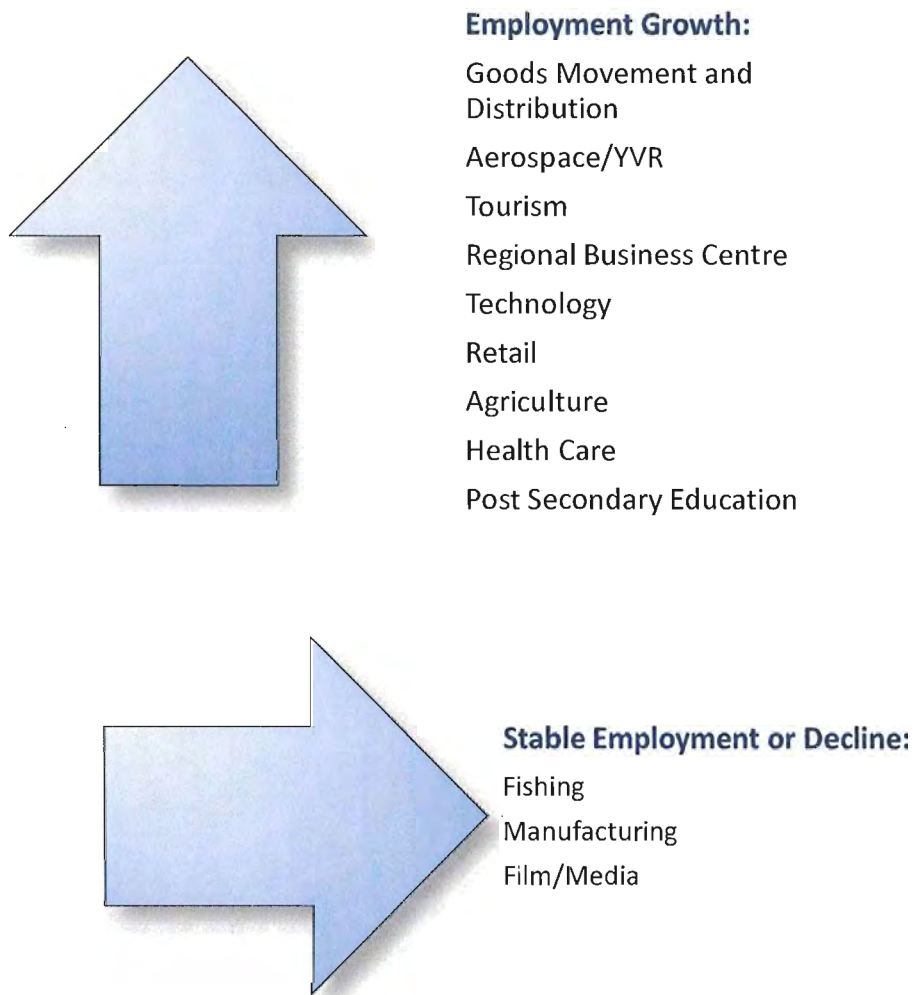 Employment Growth:
Goods Movement and
Distribution
Aerospace/YVR
Tourism
Regional Business Centre
Technology
Retail
Agriculture
Health Care
Post Secondary Education
Stable Employment or Decline:
Fishing
Manufacturing
Film/Media